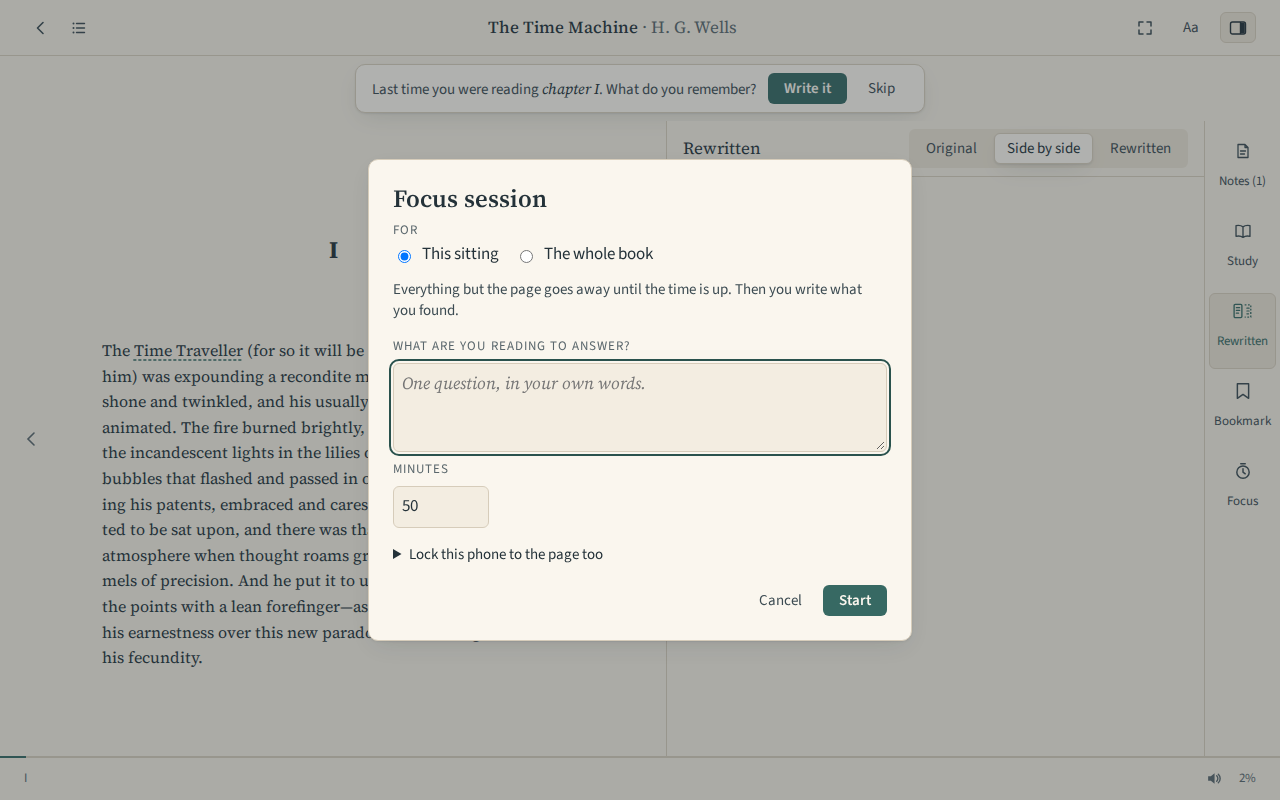 The Time Machine · H. G. Wells
Aa
Last time you were reading chapter I. What do you remember?
Write it
Skip
Rewritten
Original
Side by side
Rewritten
Notes (1)
Study
Rewritten
Bookmark
Focus
I
The Time Traveller (for so it will be
him) was expounding a recondite m
shone and twinkled, and his usually
animated. The fire burned brightly,
the incandescent lights in the lilies
bubbles that flashed and passed in
ing his patents, embraced and cares
ted to be sat upon, and there was th
atmosphere when thought roams gr
mels of precision. And he put it to u
the points with a lean forefinger—as
his earnestness over this new parad
his fecundity.
Focus session
FOR
This sitting
The whole book
Everything but the page goes away until the time is up. Then you write what
you found.
WHAT ARE YOU READING TO ANSWER?
One question, in your own words.
MINUTES
50
Lock this phone to the page too
Cancel
Start
I
2%